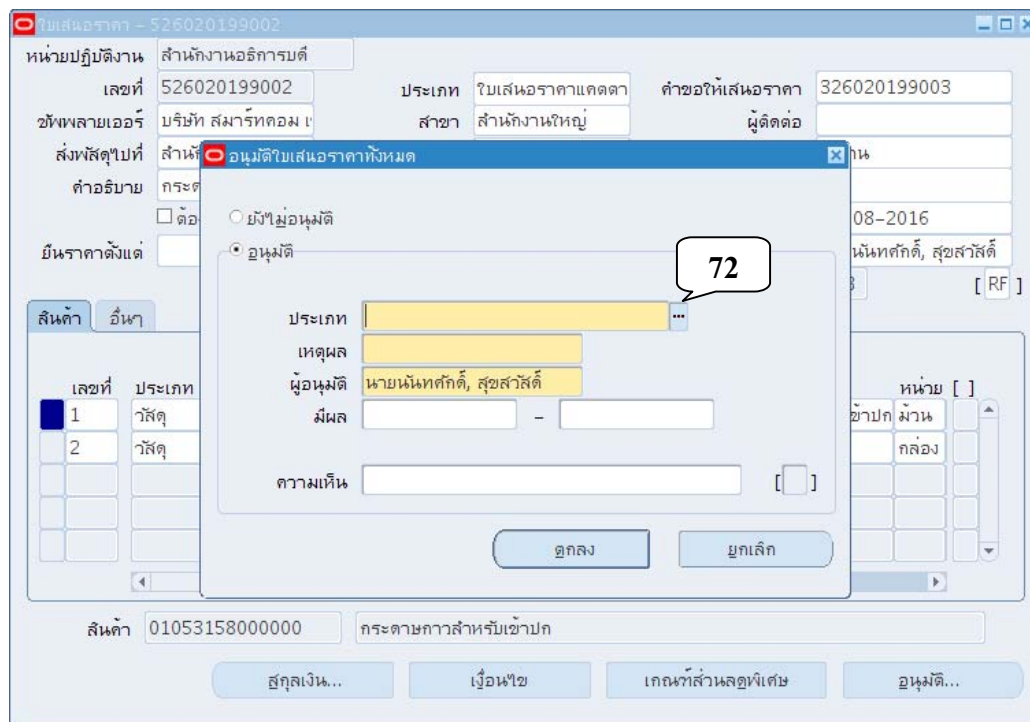 ใบเสนอราคา – 526020199002
หน่วยปฏิบัติงาน สำนักงานอธิการบดี
เลขที่ 526020199002 ประเภท ใบเสนอราคาแคตตา คำขอให้เสนอราคา 326020199003
ซัพพลายเออร์ บริษัท สมาร์ทคอม เ สาขา สำนักงานใหญ่ ผู้ติดต่อ
ส่งพัสดุไปที่ สำนั
คำอธิบาย กระด
ต้อ 08-2016
ยืนราคาตั้งแต่ นันทศักดิ์, สุขสวัสดิ์
[ RF ]
อนุมัติใบเสนอราคาทั้งหมด
ยังไม่อนุมัติ
อนุมัติ
72
ประเภท ...
เหตุผล
ผู้อนุมัติ นายนันทศักดิ์, สุขสวัสดิ์
มีผล –
ความเห็น [ ]
ตกลง ยกเลิก
สินค้า อื่นๆ
เลขที่ ประเภท หน่วย [ ]
1 วัสดุ ข้าปก ม้วน
2 วัสดุ กล่อง
สินค้า 01053158000000 กระดาษกาวสำหรับเข้าปก
สกุลเงิน... เงื่อนไข เกณฑ์ส่วนลดพิเศษ อนุมัติ...